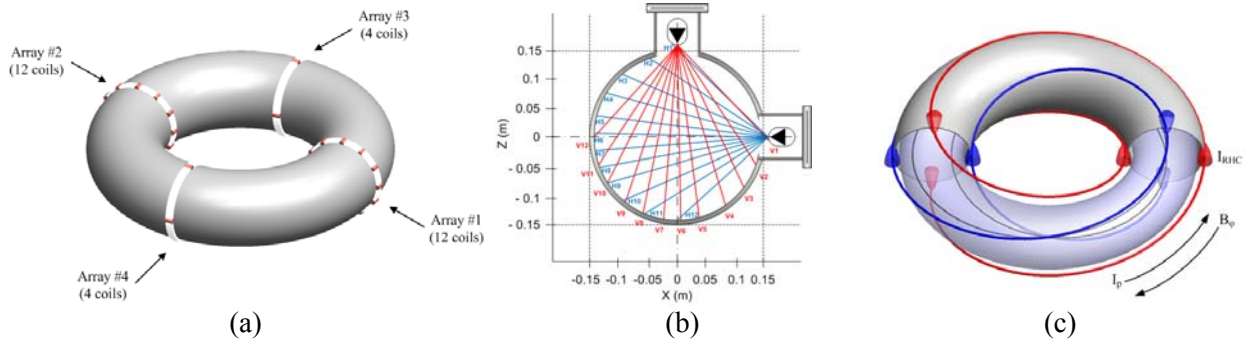 Array #3
(4 coils)
Array #2
(12 coils)
Array #1
(12 coils)
Array #4
(4 coils)
(a)
Z (m)
0.15
0.1
0.05
0
- 0.05
- 0.1
- 0.15
-0.15
-0.1
-0.05
0
0.05
0.1
0.15
X (m)
H1
H2
H3
H4
H5
H6
H7
H8
H9
H10
H11
H12
V1
V2
V3
V4
V5
V6
V7
V8
V9
V10
V11
V12
(b)
I_RHC
B_φ
I_p
(c)